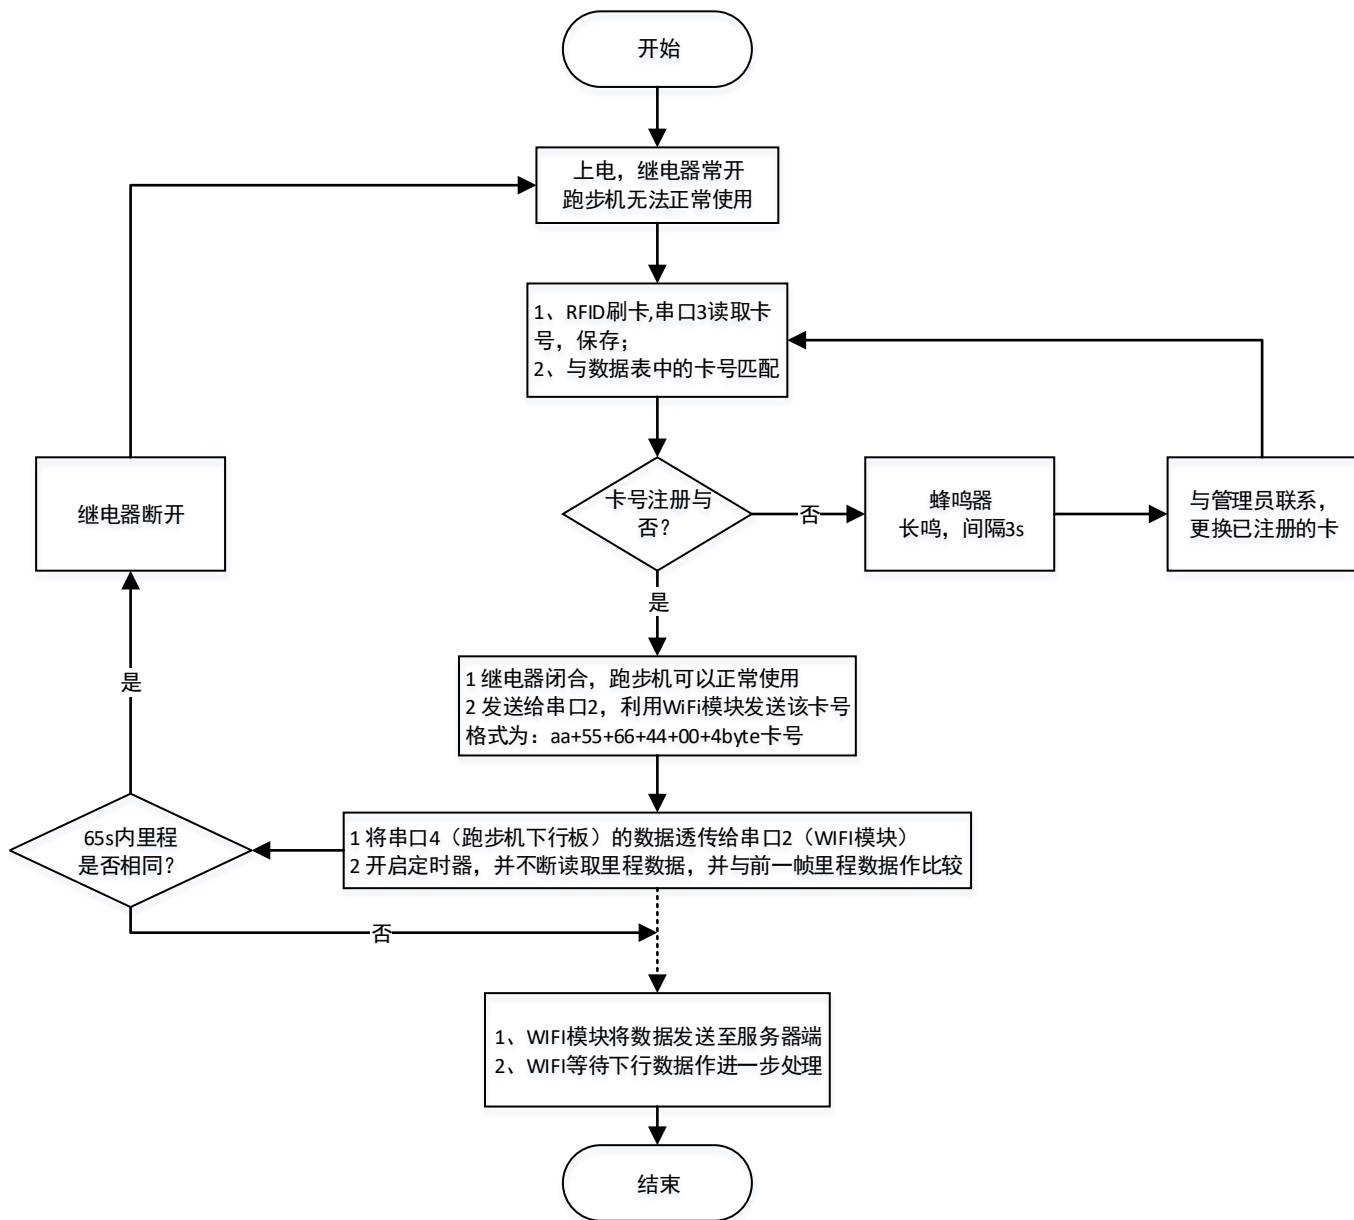 开始
上电，继电器常开
跑步机无法正常使用
1、RFID刷卡,串口3读取卡
号，保存；
2、与数据表中的卡号匹配
继电器断开
卡号注册与
否？
否
蜂鸣器
长鸣，间隔3s
与管理员联系，
更换已注册的卡
是
是
1 继电器闭合，跑步机可以正常使用
2 发送给串口2，利用WiFi模块发送该卡号
格式为：aa+55+66+44+00+4byte卡号
65s内里程
是否相同？
1 将串口4（跑步机下行板）的数据透传给串口2（WIFI模块）
2 开启定时器，并不断读取里程数据，并与前一帧里程数据作比较
否
1、WIFI模块将数据发送至服务器端
2、WIFI等待下行数据作进一步处理
结束